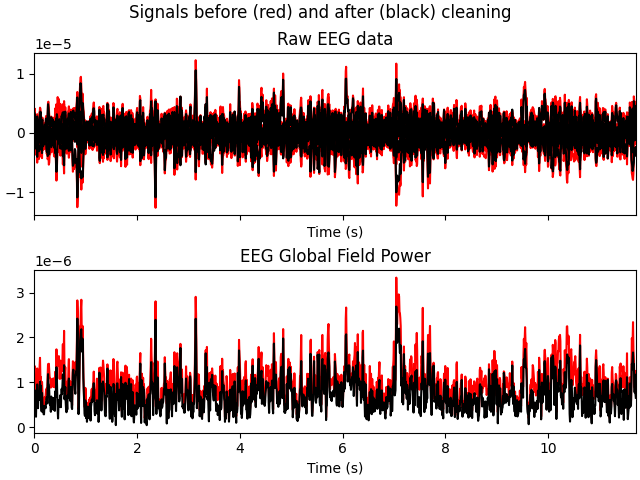 Signals before (red) and after (black) cleaning
Raw EEG data
1e−5
1
0
−1
Time (s)
EEG Global Field Power
1e−6
3
2
1
0
0 2 4 6 8 10
Time (s)